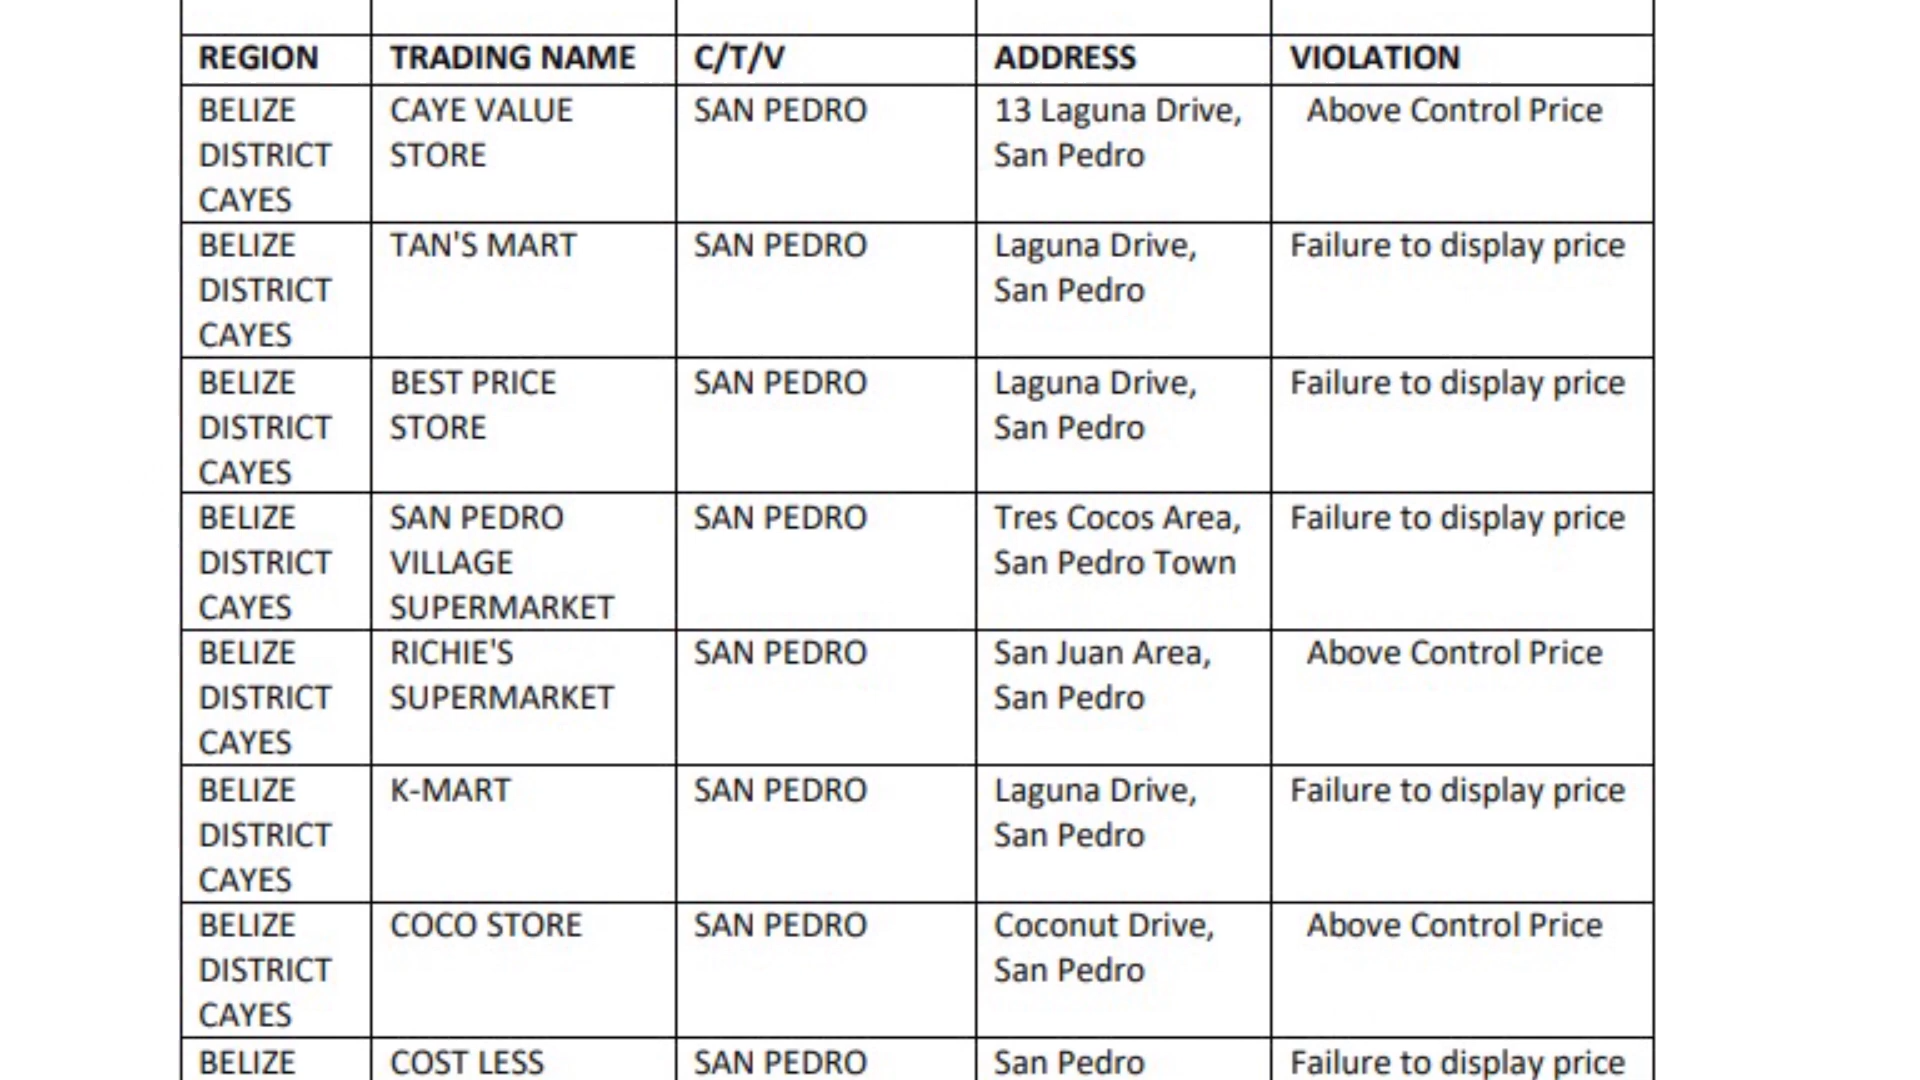 REGION TRADING NAME C/T/V ADDRESS VIOLATION
BELIZE CAYE VALUE SAN PEDRO 13 Laguna Drive, Above Control Price
DISTRICT STORE San Pedro
CAYES
BELIZE TAN'S MART SAN PEDRO Laguna Drive, Failure to display price
DISTRICT San Pedro
CAYES
BELIZE BEST PRICE SAN PEDRO Laguna Drive, Failure to display price
DISTRICT STORE San Pedro
CAYES
BELIZE SAN PEDRO SAN PEDRO Tres Cocos Area, Failure to display price
DISTRICT VILLAGE San Pedro Town
CAYES SUPERMARKET
BELIZE RICHIE'S SAN PEDRO San Juan Area, Above Control Price
DISTRICT SUPERMARKET San Pedro
CAYES
BELIZE K-MART SAN PEDRO Laguna Drive, Failure to display price
DISTRICT San Pedro
CAYES
BELIZE COCO STORE SAN PEDRO Coconut Drive, Above Control Price
DISTRICT San Pedro
CAYES
BELIZE COST LESS SAN PEDRO San Pedro Failure to display price